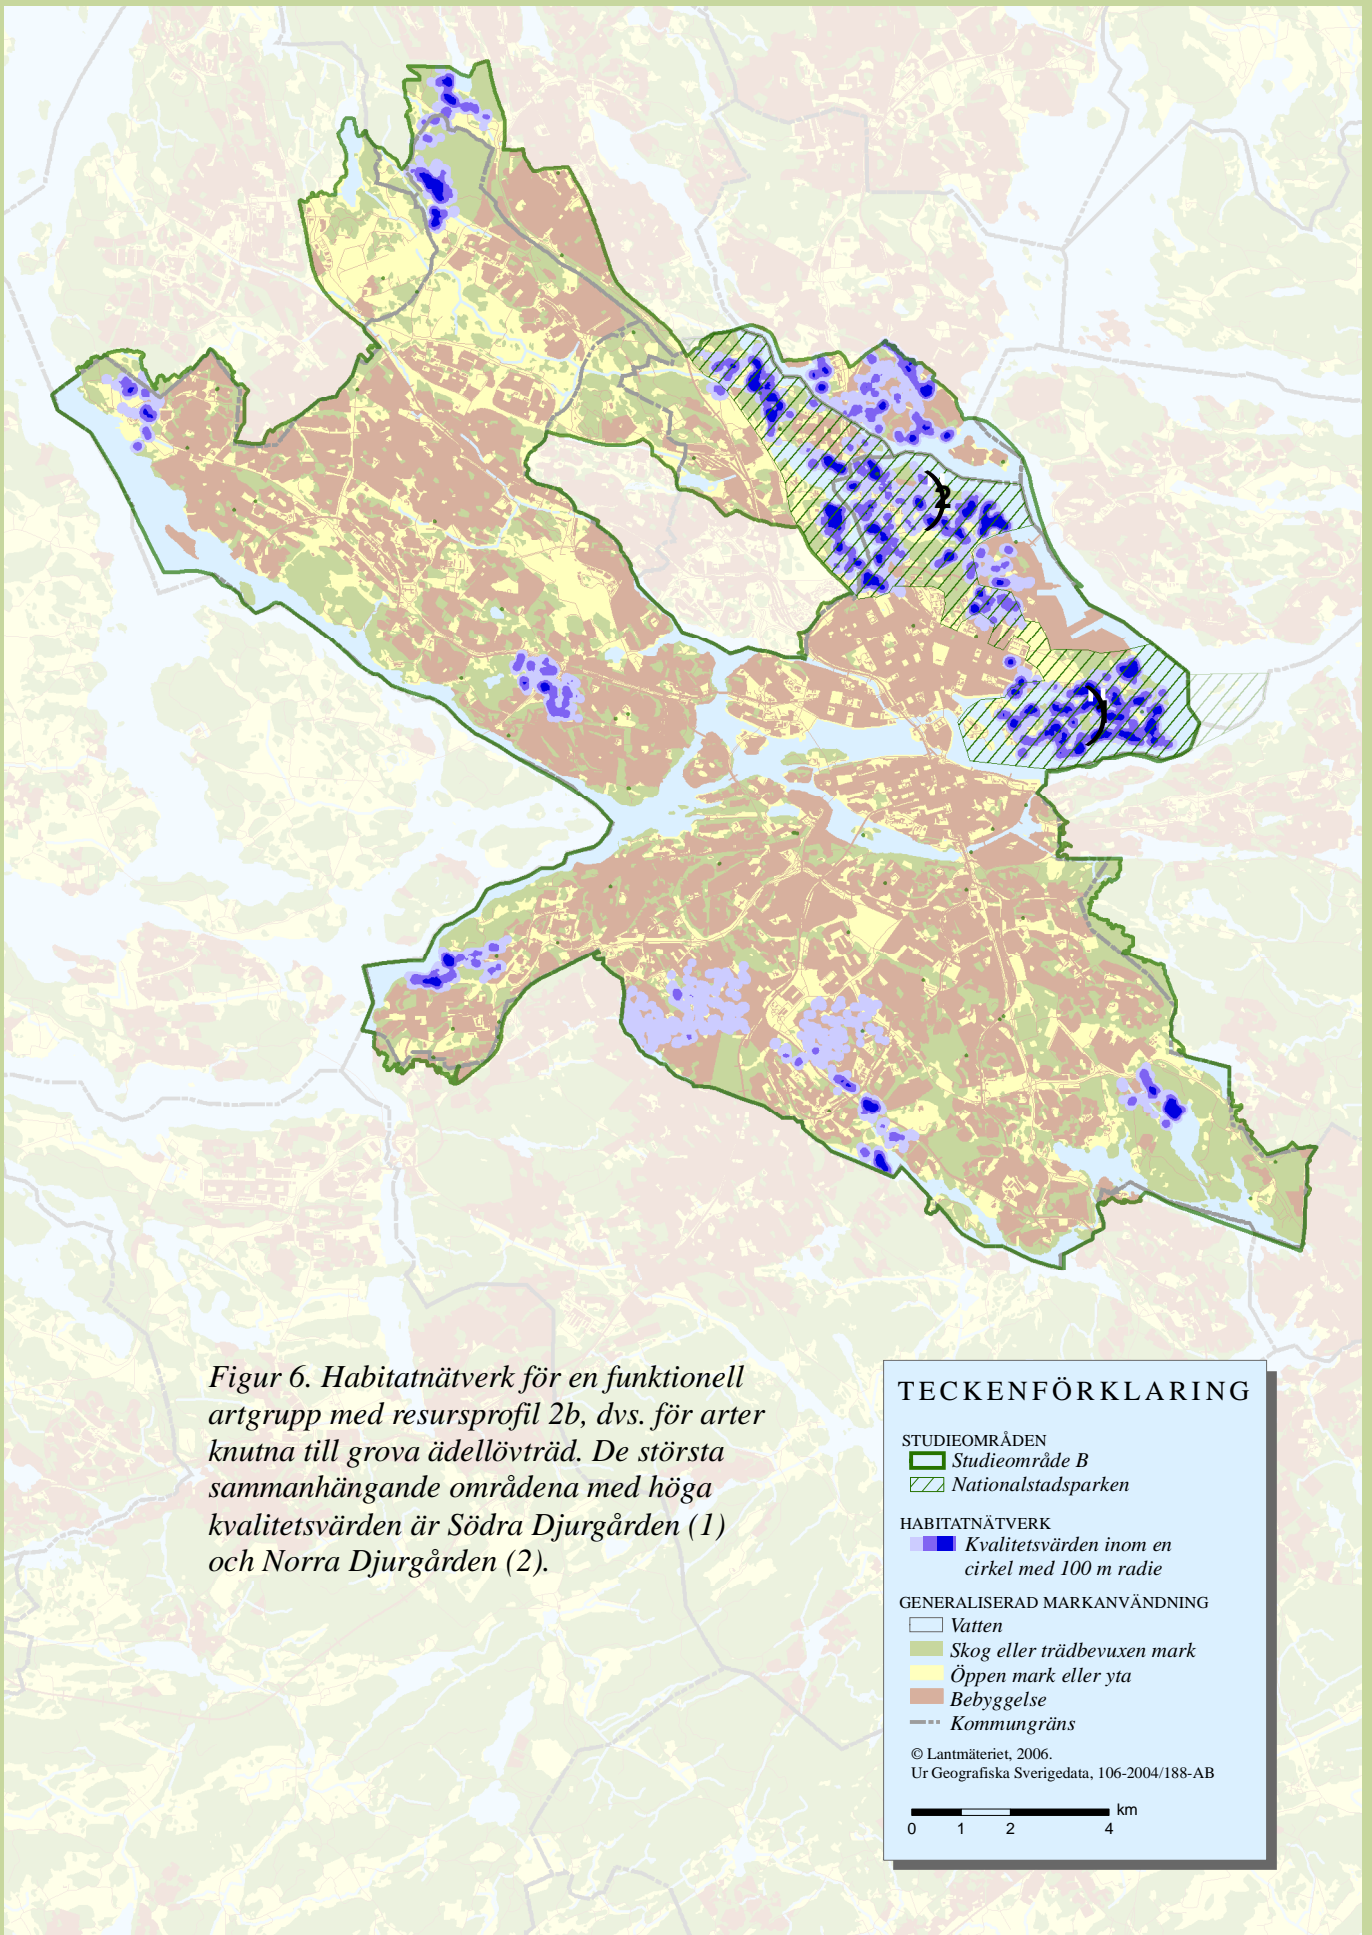 2
1
Figur 6. Habitatnätverk för en funktionell
artgrupp med resursprofil 2b, dvs. för arter
knutna till grova ädellövträd. De största
sammanhängande områdena med höga
kvalitetsvärden är Södra Djurgården (1)
och Norra Djurgården (2).
TECKENFÖRKLARING
STUDIEOMRÅDEN
Studieområde B
Nationalstadsparken
HABITATNÄTVERK
Kvalitetsvärden inom en
cirkel med 100 m radie
GENERALISERAD MARKANVÄNDNING
Vatten
Skog eller trädbevuxen mark
Öppen mark eller yta
Bebyggelse
Kommungräns
© Lantmäteriet, 2006.
Ur Geografiska Sverigedata, 106-2004/188-AB
km
0 1 2 4